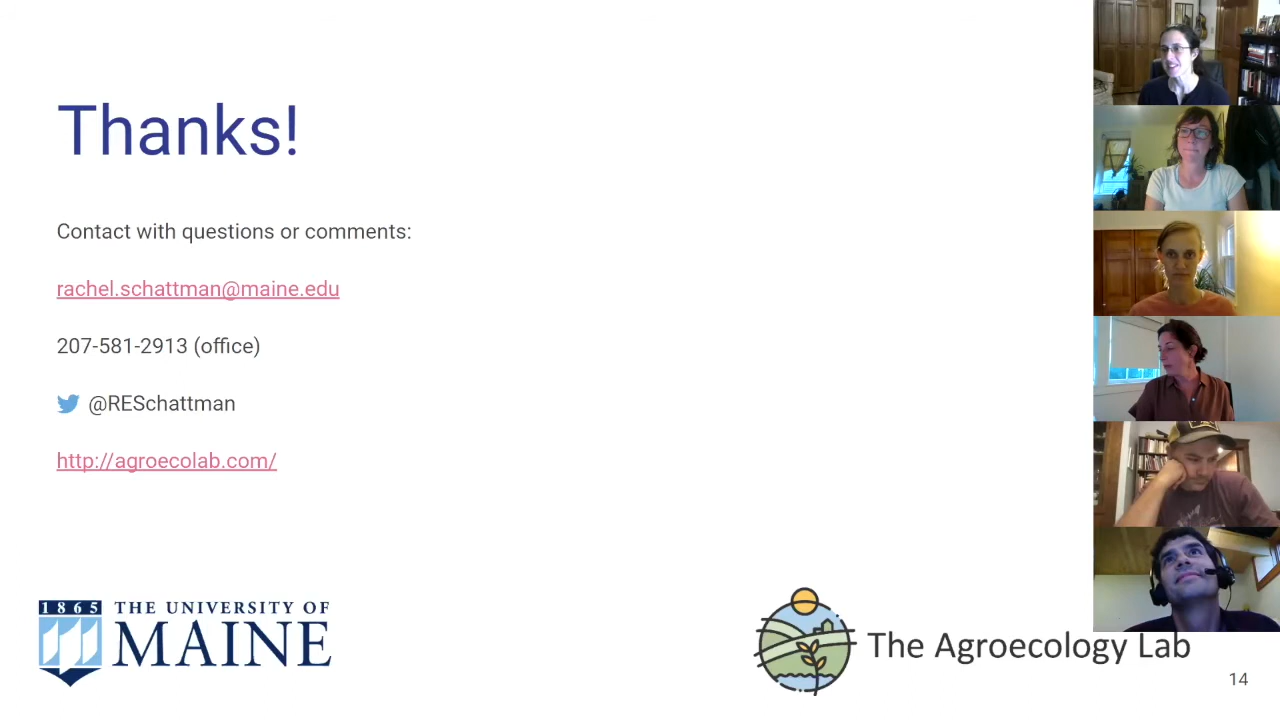 Thanks!
Contact with questions or comments:
rachel.schattman@maine.edu
207-581-2913 (office)
@RESchattman
http://agroecolab.com/
1865
THE UNIVERSITY OF
MAINE
The Agroecology Lab
14